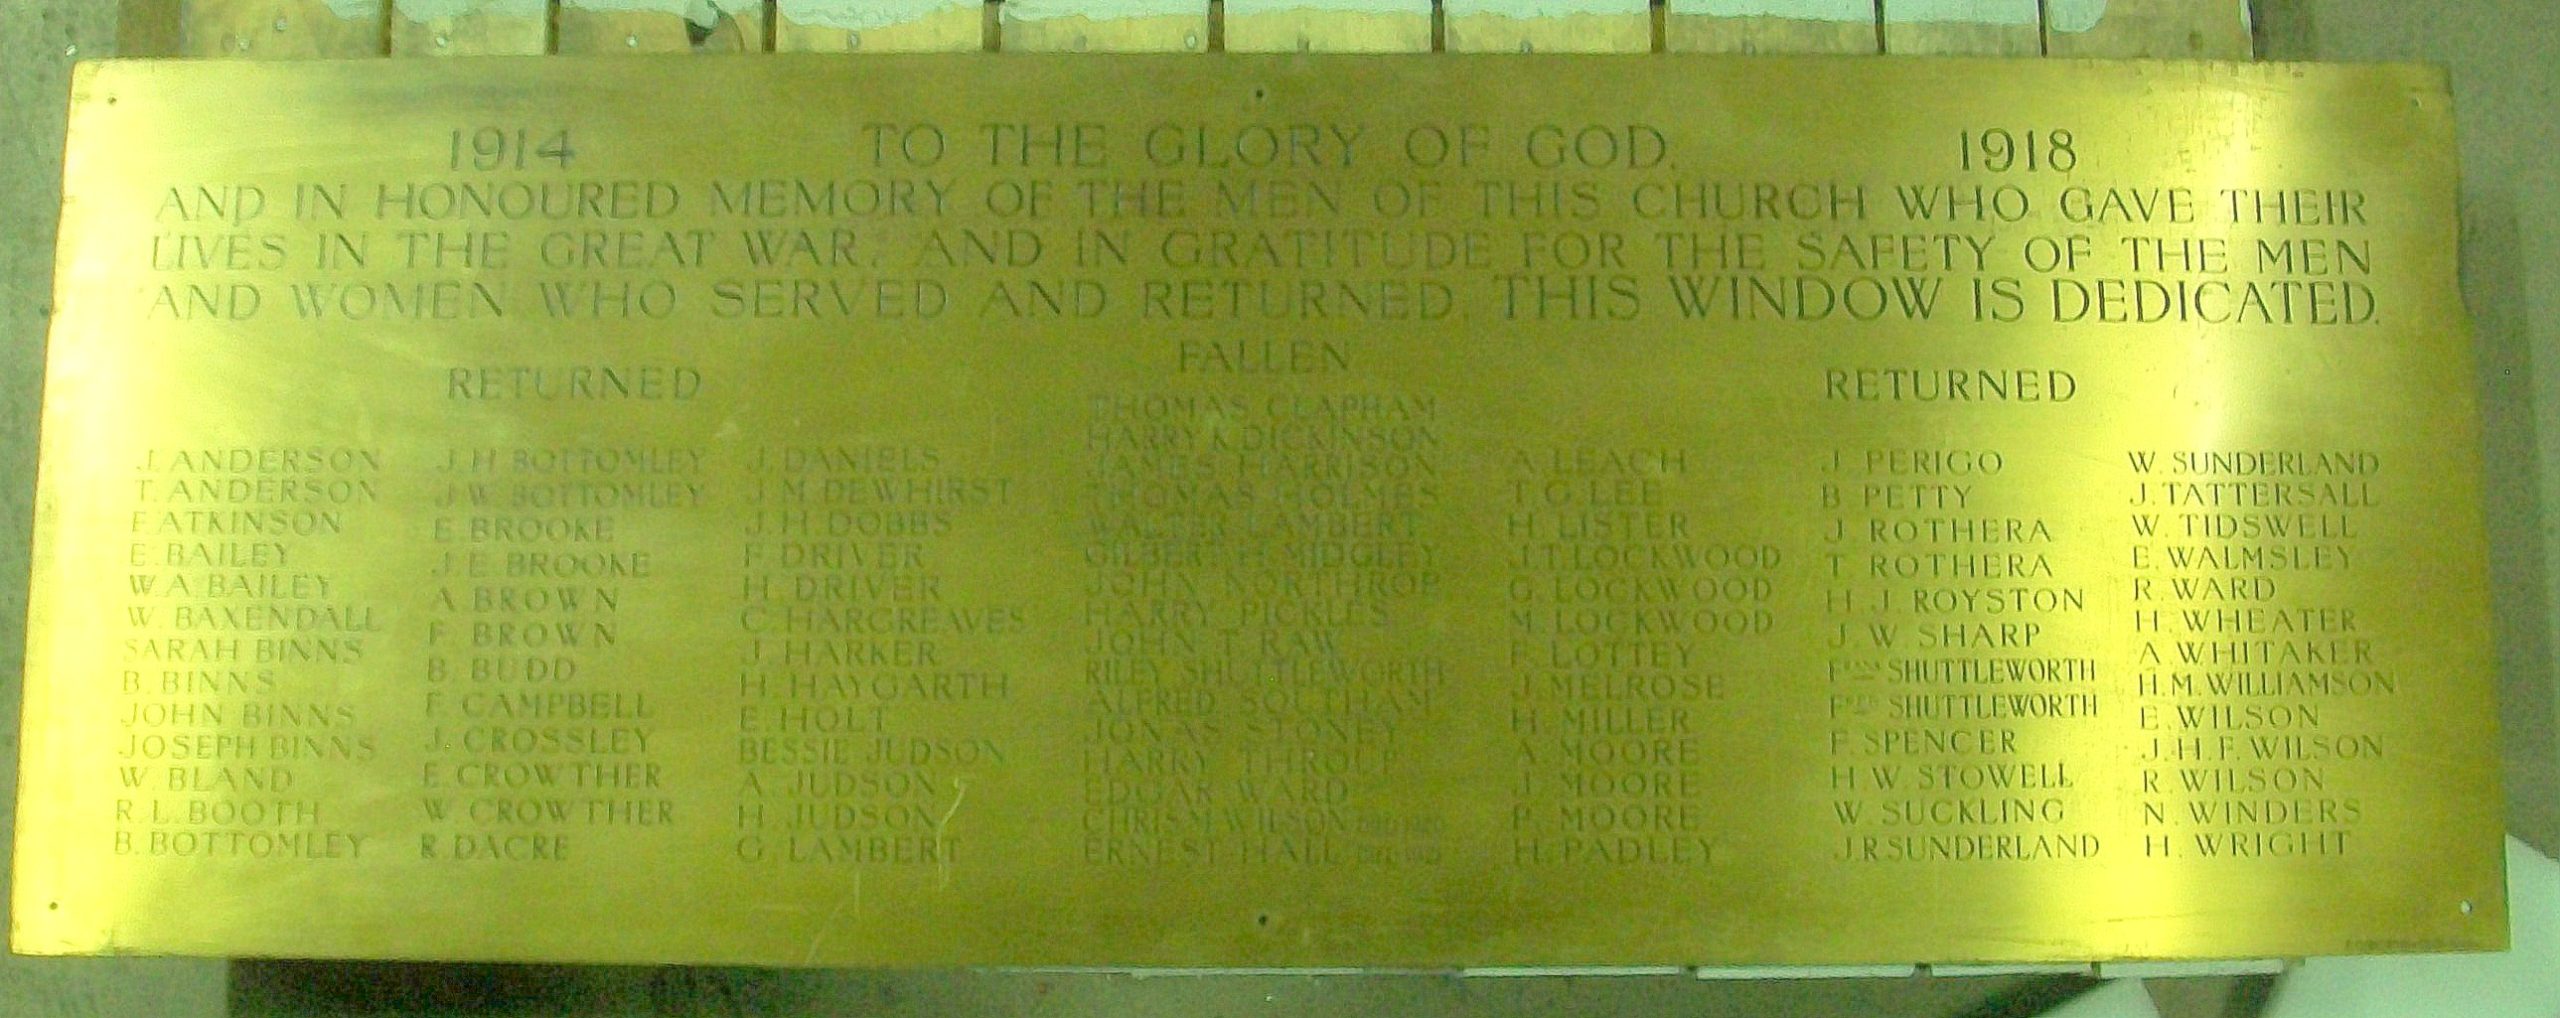 1914 TO THE GLORY OF GOD. 1918
AND IN HONOURED MEMORY OF THE MEN OF THIS CHURCH WHO GAVE THEIR
LIVES IN THE GREAT WAR; AND IN GRATITUDE FOR THE SAFETY OF THE MEN
AND WOMEN WHO SERVED AND RETURNED. THIS WINDOW IS DEDICATED.
RETURNED
J. ANDERSON
T. ANDERSON
F. ATKINSON
E. BAILEY
W. A. BAILEY
W. BAXENDALL
SARAH BINNS
B. BINNS
JOHN BINNS
JOSEPH BINNS
W. BLAND
R. L. BOOTH
B. BOTTOMLEY
J. H. BOTTOMLEY
J. W. BOTTOMLEY
E. BROOKE
J. E. BROOKE
A. BROWN
F. BROWN
B. BUDD
F. CAMPBELL
J. CROSSLEY
E. CROWTHER
W. CROWTHER
R. DACRE
J. DANIELS
J. M. DEWHIRST
J. H. DOBBS
F. DRIVER
H. DRIVER
C. HARGREAVES
J. HARKER
H. HAYGARTH
E. HOLT
BESSIE JUDSON
A. JUDSON
H. JUDSON
G. LAMBERT
FALLEN
THOMAS CLAPHAM
HARRY K. DICKINSON
JAMES HARRISON
THOMAS HOLMES
WALTER LAMBERT
GILBERT H. MIDGLEY
JOHN NORTHROP
HARRY PICKLES
JOHN T. RAW
RILEY SHUTTLEWORTH
ALFRED SOUTHAM
JONAS STONEY
HARRY THROUP
EDGAR WARD
CHRIS. M. WILSON
ERNEST HALL
RETURNED
A. LEACH
T. G. LEE
H. LISTER
J. T. LOCKWOOD
G. LOCKWOOD
M. LOCKWOOD
F. LOTTEY
J. MELROSE
H. MILLER
A. MOORE
J. MOORE
P. MOORE
H. PADLEY
J. PERIGO
B. PETTY
J. ROTHERA
T. ROTHERA
H. J. ROYSTON
J. W. SHARP
SHUTTLEWORTH
SHUTTLEWORTH
F. SPENCER
H. W. STOWELL
W. SUCKLING
J. R. SUNDERLAND
W. SUNDERLAND
J. TATTERSALL
W. TIDSWELL
E. WALMSLEY
R. WARD
H. WHEATER
A. WHITAKER
H. M. WILLIAMSON
E. WILSON
J. H. F. WILSON
R. WILSON
N. WINDERS
H. WRIGHT